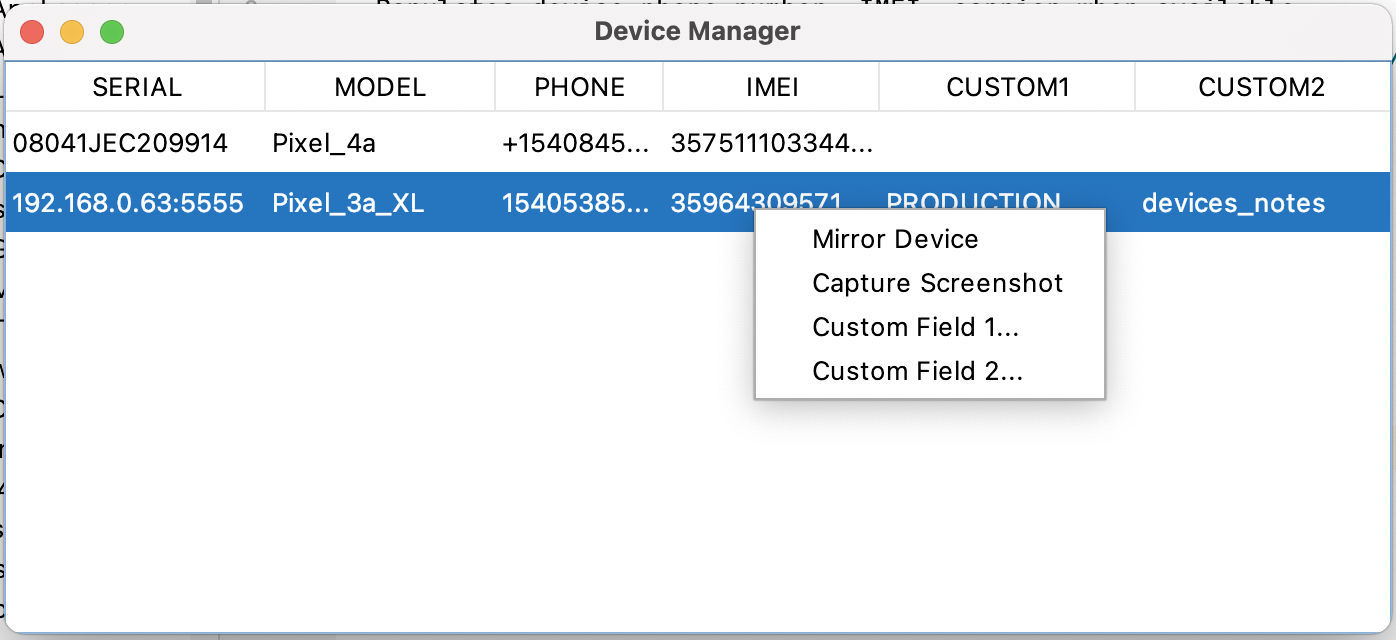 Device Manager
SERIAL MODEL PHONE IMEI CUSTOM1 CUSTOM2
08041JEC209914 Pixel_4a +1540845... 357511103344...
192.168.0.63:5555 Pixel_3a_XL 15405385... 35964309571 PRODUCTION devices_notes
Mirror Device
Capture Screenshot
Custom Field 1...
Custom Field 2...